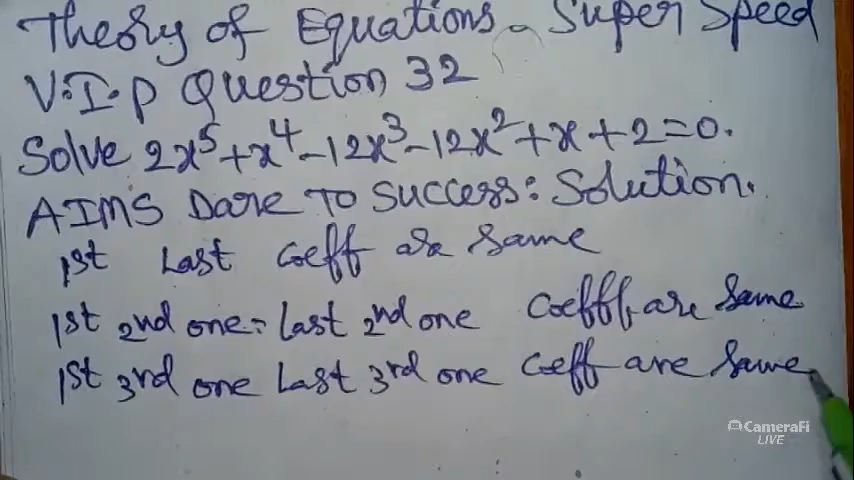 Theory of Equations - Super Speed
V.I.P Question 32
Solve 2x⁵+x⁴-12x³-12x²+x+2=0.
AIMS Dare To Success: Solution.
1st Last Coeff are same
1st 2nd one = last 2nd one Coefff, are same
1st 3rd one Last 3rd one Coeff are same
CameraFi
LIVE